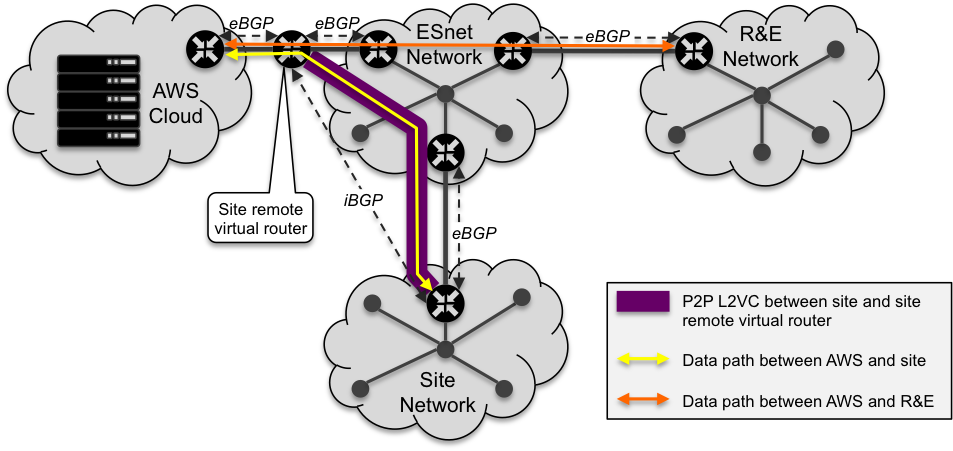 eBGP
eBGP
ESnet
Network
eBGP
R&E
Network
AWS
Cloud
Site remote
virtual router
iBGP
eBGP
Site
Network
P2P L2VC between site and site
remote virtual router
Data path between AWS and site
Data path between AWS and R&E